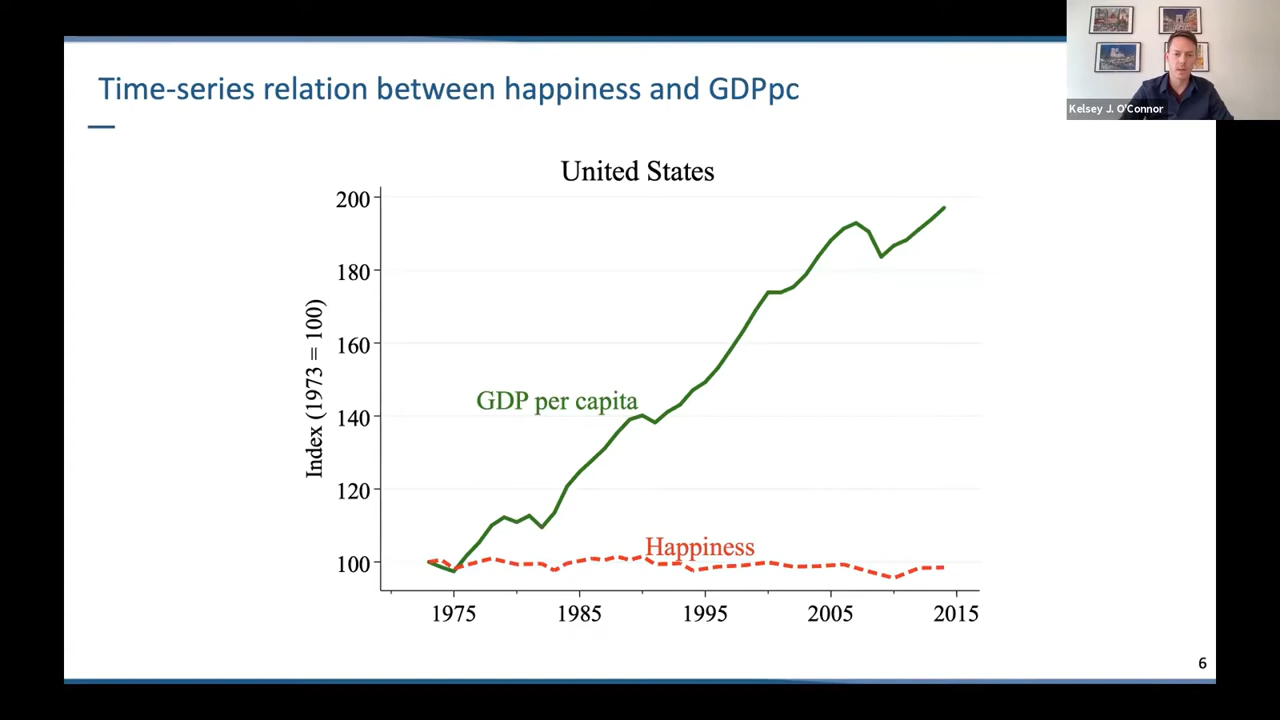 Time-series relation between happiness and GDPpc
Kelsey J. O'Connor
United States
200
180
160
140
120
100
Index (1973 = 100)
GDP per capita
Happiness
1975 1985 1995 2005 2015
6